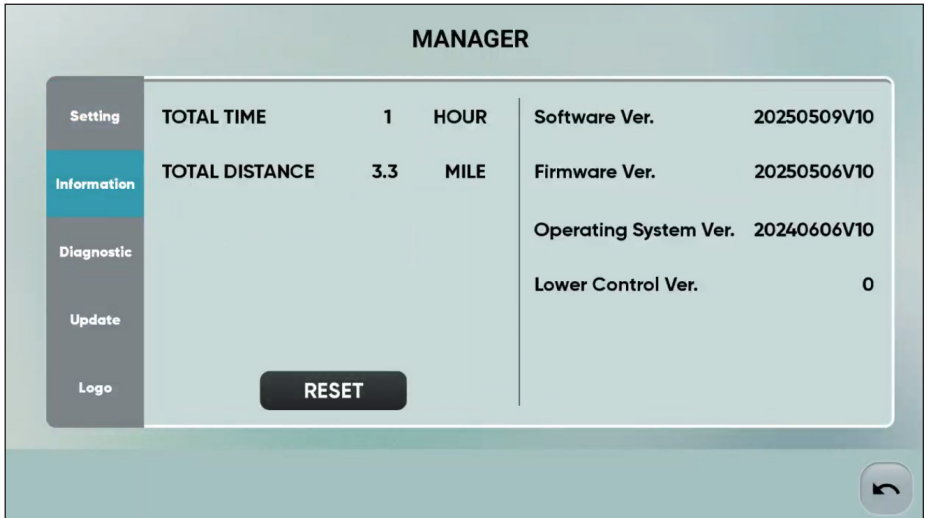 MANAGER
Setting
Information
Diagnostic
Update
Logo
TOTAL TIME 1 HOUR
TOTAL DISTANCE 3.3 MILE
RESET
Software Ver. 20250509V10
Firmware Ver. 20250506V10
Operating System Ver. 20240606V10
Lower Control Ver. 0